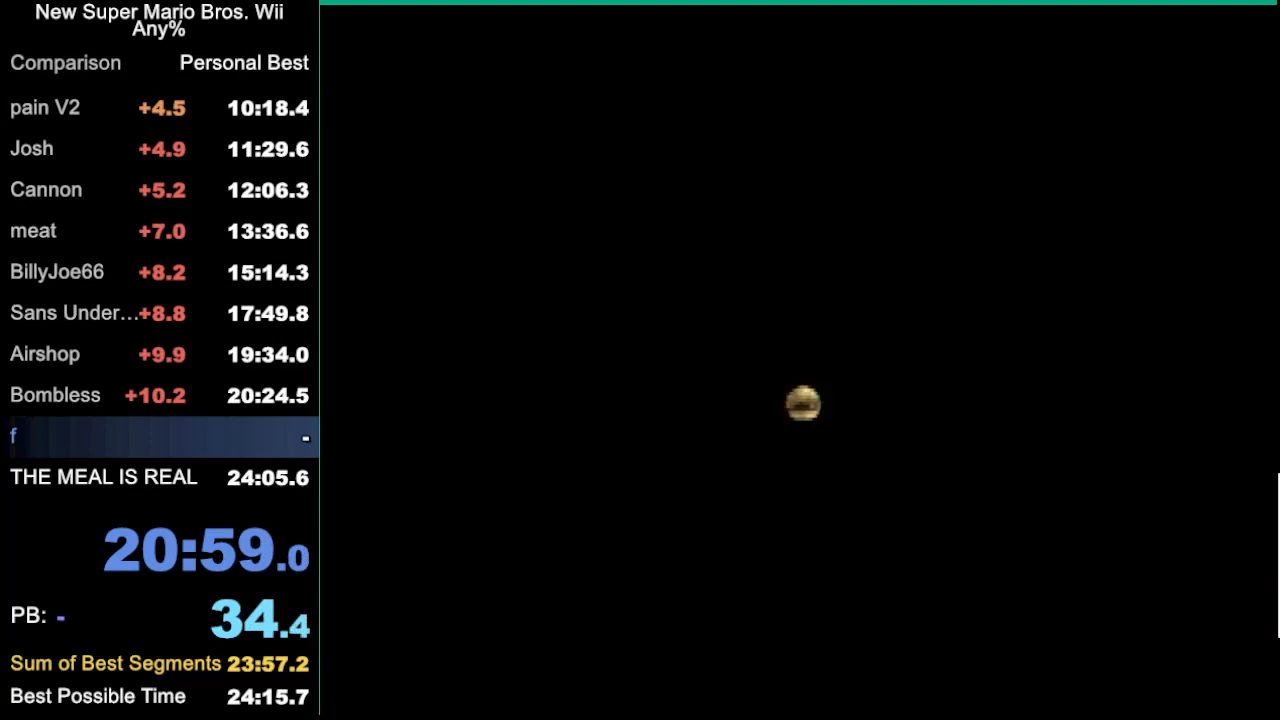 New Super Mario Bros. Wii
Any%
Comparison Personal Best
pain V2 +4.5 10:18.4
Josh +4.9 11:29.6
Cannon +5.2 12:06.3
meat +7.0 13:36.6
BillyJoe66 +8.2 15:14.3
Sans Under... +8.8 17:49.8
Airshop +9.9 19:34.0
Bombless +10.2 20:24.5
f -
THE MEAL IS REAL 24:05.6
20:59.0
PB: - 34.4
Sum of Best Segments 23:57.2
Best Possible Time 24:15.7